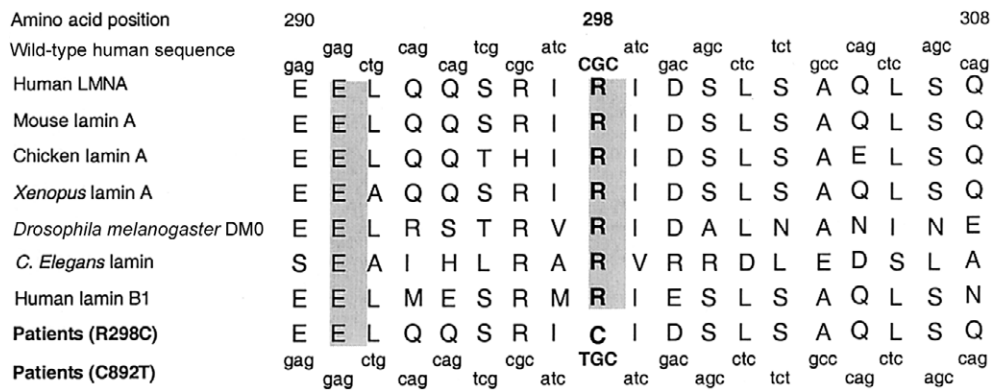 Amino acid position 290 298 308
Wild-type human sequence gag gag ctg cag cag tcg cgc atc CGC atc gac agc ctc tct gcc cag ctc agc cag
Human LMNA E E L Q Q S R I R I D S L S A Q L S Q
Mouse lamin A E E L Q Q S R I R I D S L S A Q L S Q
Chicken lamin A E E L Q Q T H I R I D S L S A E L S Q
Xenopus lamin A E E A Q Q S R I R I D S L S A Q L S Q
Drosophila melanogaster DM0 E E L R S T R V R I D A L N A N I N E
C. Elegans lamin S E A I H L R A R V R R D L E D S L A
Human lamin B1 E E L M E S R M R I E S L S A Q L S N
Patients (R298C) E E L Q Q S R I C I D S L S A Q L S Q
Patients (C892T) gag gag ctg cag cag tcg cgc atc TGC atc gac agc ctc tct gcc cag ctc agc cag